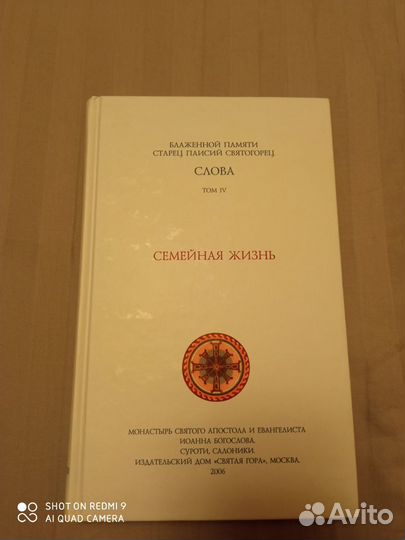 БЛАЖЕННОЙ ПАМЯТИ
СТАРЕЦ ПАИСИЙ СВЯТОГОРЕЦ
СЛОВА
ТОМ IV
СЕМЕЙНАЯ ЖИЗНЬ
МОНАСТЫРЬ СВЯТОГО АПОСТОЛА И ЕВАНГЕЛИСТА
ИОАННА БОГОСЛОВА.
СУРОТИ, САЛОНИКИ.
ИЗДАТЕЛЬСКИЙ ДОМ «СВЯТАЯ ГОРА», МОСКВА.
2006
SHOT ON REDMI 9
AI QUAD CAMERA
Avito